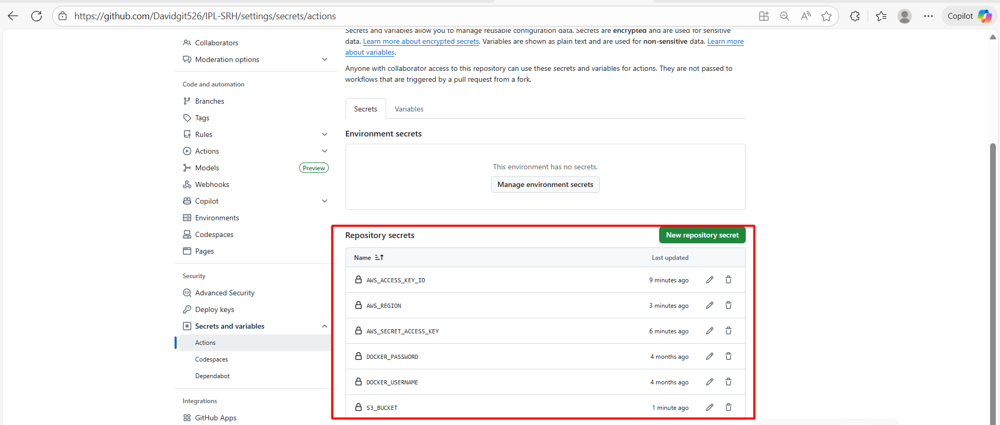 https://github.com/Davidgit526/IPL-SRH/settings/secrets/actions
Copilot
Collaborators
Moderation options
Code and automation
Branches
Tags
Rules
Actions
Models
Preview
Webhooks
Copilot
Environments
Codespaces
Pages
Security
Advanced Security
Deploy keys
Secrets and variables
Actions
Codespaces
Dependabot
Integrations
GitHub Apps
Secrets and variables allow you to manage reusable configuration data. Secrets are encrypted and are used for sensitive
data. Learn more about encrypted secrets. Variables are shown as plain text and are used for non-sensitive data. Learn more
about variables.
Anyone with collaborator access to this repository can use these secrets and variables for actions. They are not passed to
workflows that are triggered by a pull request from a fork.
Secrets Variables
Environment secrets
This environment has no secrets.
Manage environment secrets
Repository secrets
New repository secret
Name Last updated
AWS_ACCESS_KEY_ID 9 minutes ago
AWS_REGION 3 minutes ago
AWS_SECRET_ACCESS_KEY 6 minutes ago
DOCKER_PASSWORD 4 months ago
DOCKER_USERNAME 4 months ago
S3_BUCKET 1 minute ago